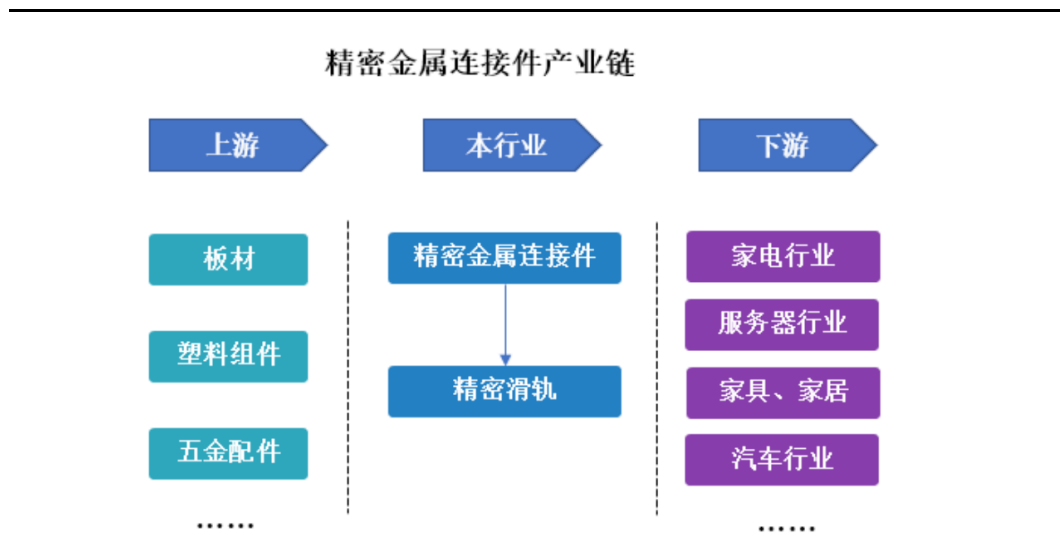 精密金属连接件产业链
上游
本行业
下游
板材
塑料组件
五金配件
……
精密金属连接件
精密滑轨
家电行业
服务器行业
家具、家居
汽车行业
……